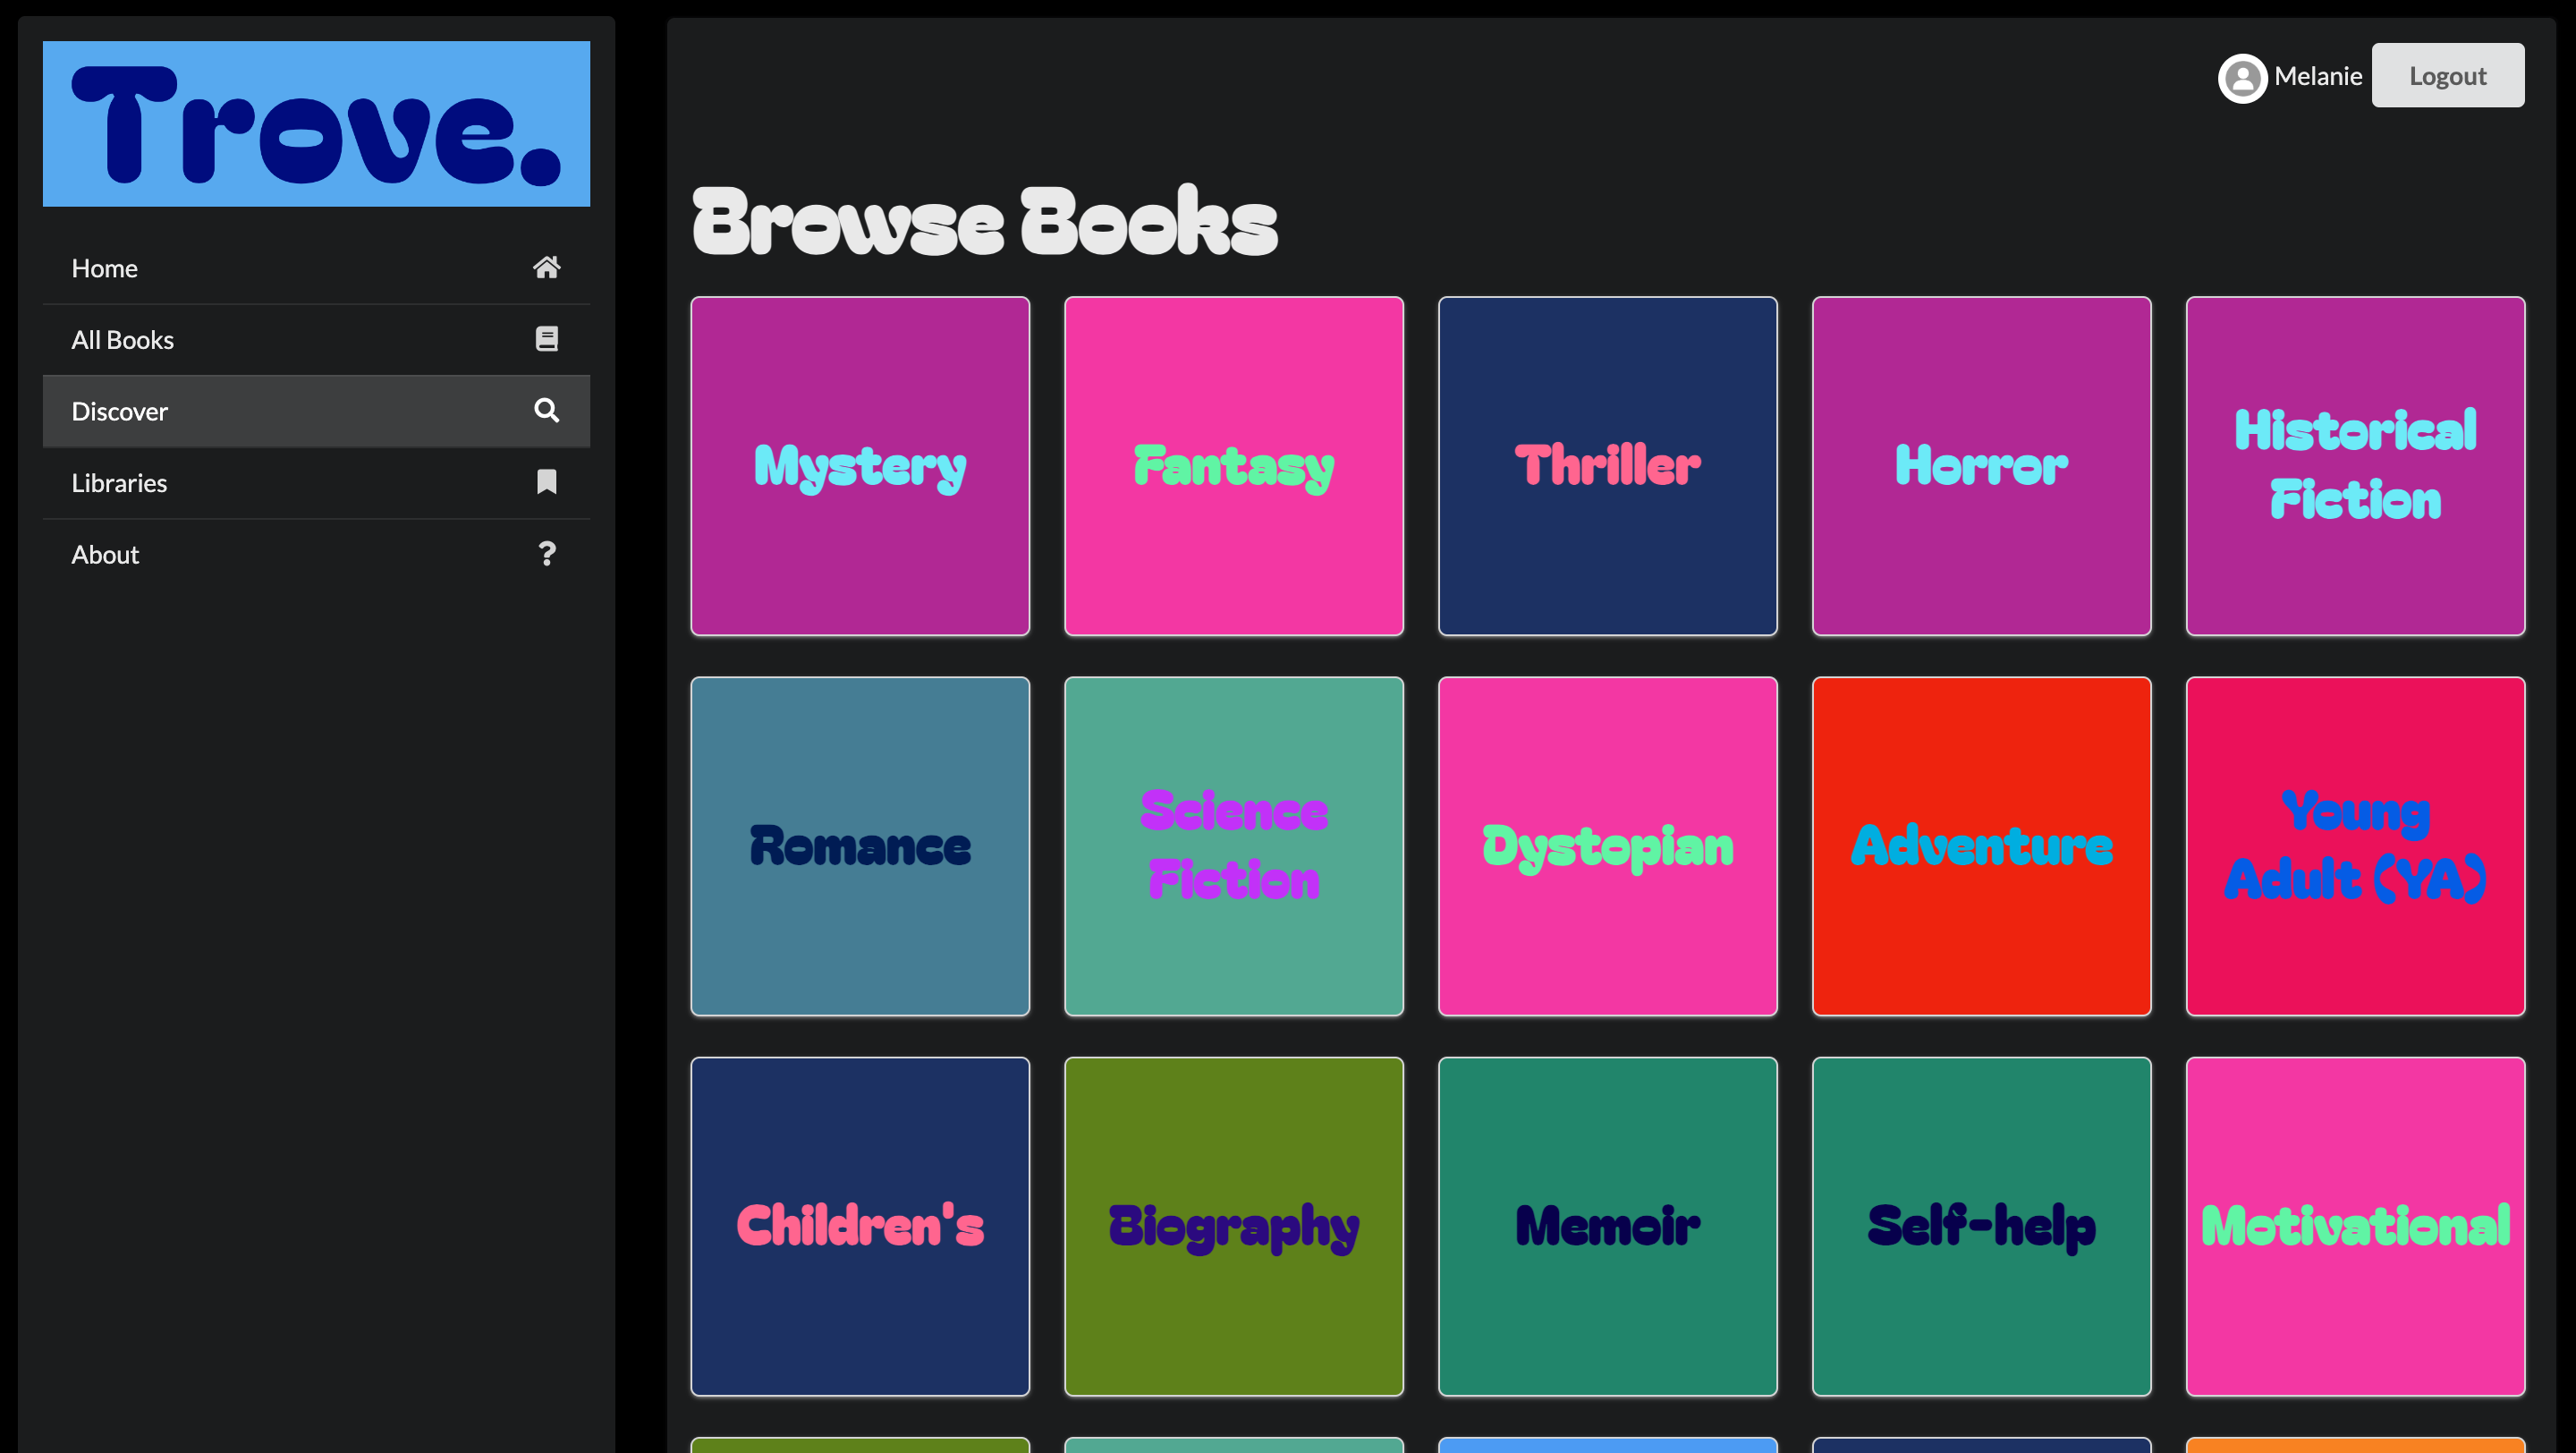 Trove.
Home
All Books
Discover
Libraries
About
Melanie
Logout
Browse Books
Mystery
Fantasy
Thriller
Horror
Historical
Fiction
Romance
Science
Fiction
Dystopian
Adventure
Young
Adult (YA)
Children's
Biography
Memoir
Self-help
Motivational